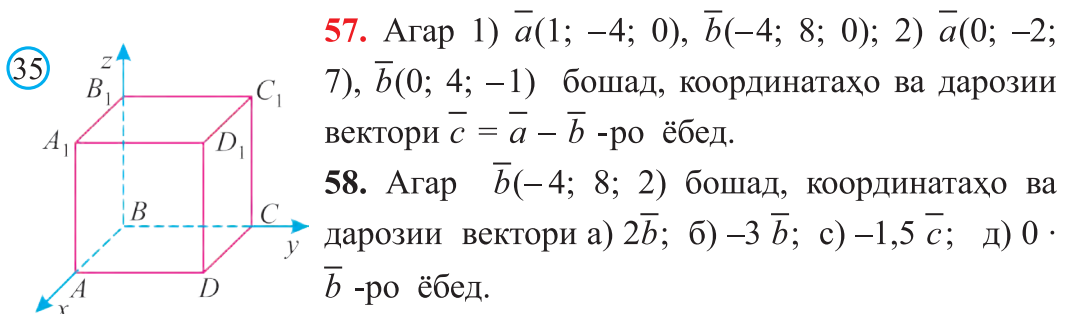 57. Агар 1) a̅(1; –4; 0), b̅(–4; 8; 0); 2) a̅(0; –2;
7), b̅(0; 4; –1) бошад, координатаҳо ва дарозии
вектори c̅ = a̅ – b̅ -ро ёбед.
58. Агар b̅(–4; 8; 2) бошад, координатаҳо ва
дарозии вектори а) 2b̅; б) –3 b̅; с) –1,5 c̅; д) 0 ·
b̅ -ро ёбед.
35
z
B₁
C₁
A₁
D₁
B
C
y
A
D
x